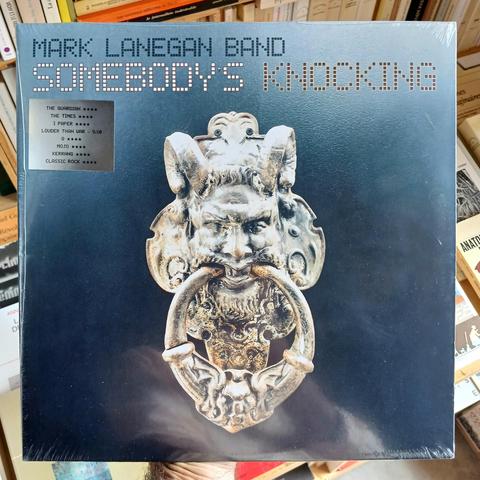 MARK LANEGAN BAND
SOMEBODY'S KNOCKING
THE GUARDIAN ★★★★
THE TIMES ★★★★
I PAPER ★★★★
LOUDER THAN WAR - 9/10
Q ★★★★
MOJO ★★★★
KERRANG ★★★★
CLASSIC ROCK ★★★★